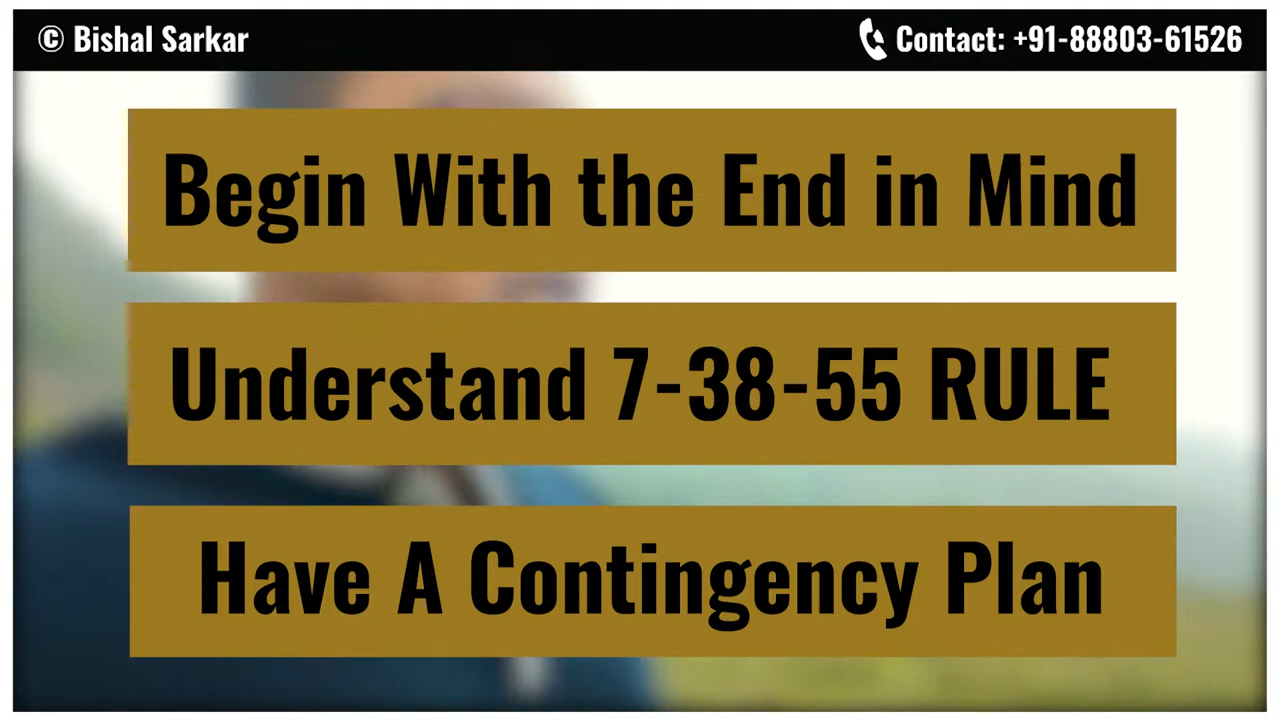 © Bishal Sarkar
Contact: +91-88803-61526
Begin With the End in Mind
Understand 7-38-55 RULE
Have A Contingency Plan